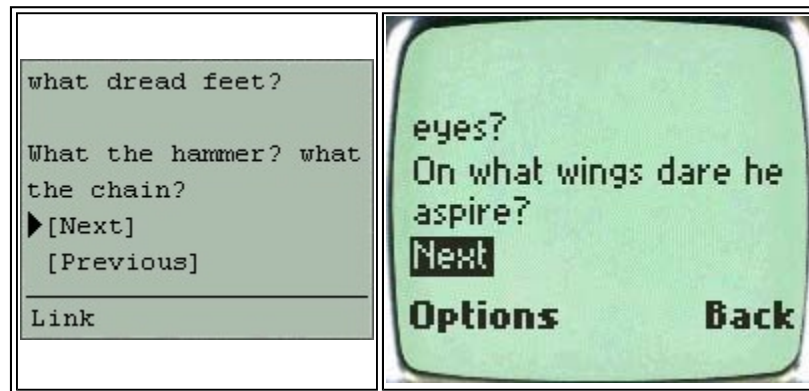 what dread feet?
What the hammer? what
the chain?
[Next]
[Previous]
Link
eyes?
On what wings dare he
aspire?
Next
Options Back